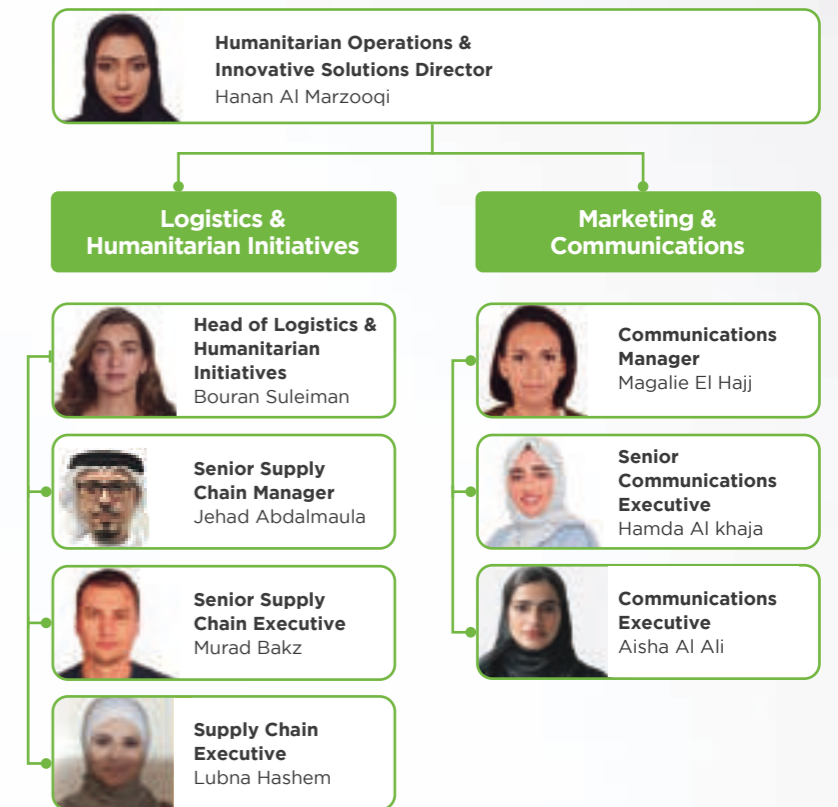 Humanitarian Operations &
Innovative Solutions Director
Hanan Al Marzooqi
Logistics &
Humanitarian Initiatives
Head of Logistics &
Humanitarian
Initiatives
Bouran Suleiman
Senior Supply
Chain Manager
Jehad Abdalmaula
Senior Supply
Chain Executive
Murad Bakz
Supply Chain
Executive
Lubna Hashem
Marketing &
Communications
Communications
Manager
Magalie El Hajj
Senior
Communications
Executive
Hamda Al khaja
Communications
Executive
Aisha Al Ali